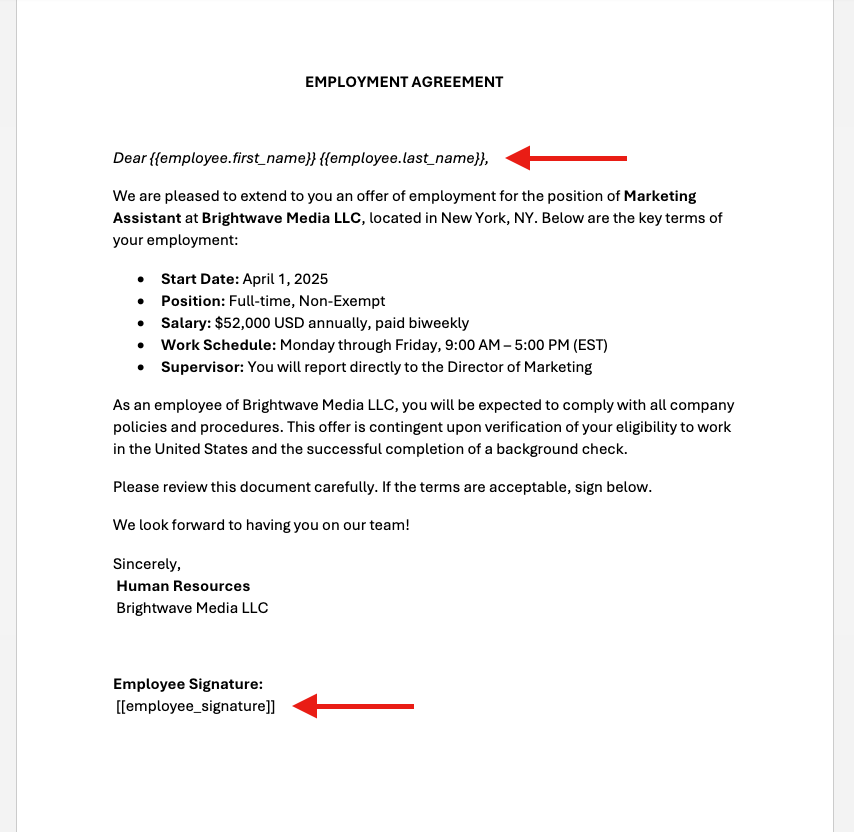 EMPLOYMENT AGREEMENT
Dear {{employee.first_name}} {{employee.last_name}},
We are pleased to extend to you an offer of employment for the position of Marketing
Assistant at Brightwave Media LLC, located in New York, NY. Below are the key terms of
your employment:
• Start Date: April 1, 2025
• Position: Full-time, Non-Exempt
• Salary: $52,000 USD annually, paid biweekly
• Work Schedule: Monday through Friday, 9:00 AM – 5:00 PM (EST)
• Supervisor: You will report directly to the Director of Marketing
As an employee of Brightwave Media LLC, you will be expected to comply with all company
policies and procedures. This offer is contingent upon verification of your eligibility to work
in the United States and the successful completion of a background check.
Please review this document carefully. If the terms are acceptable, sign below.
We look forward to having you on our team!
Sincerely,
Human Resources
Brightwave Media LLC
Employee Signature:
[[employee_signature]]